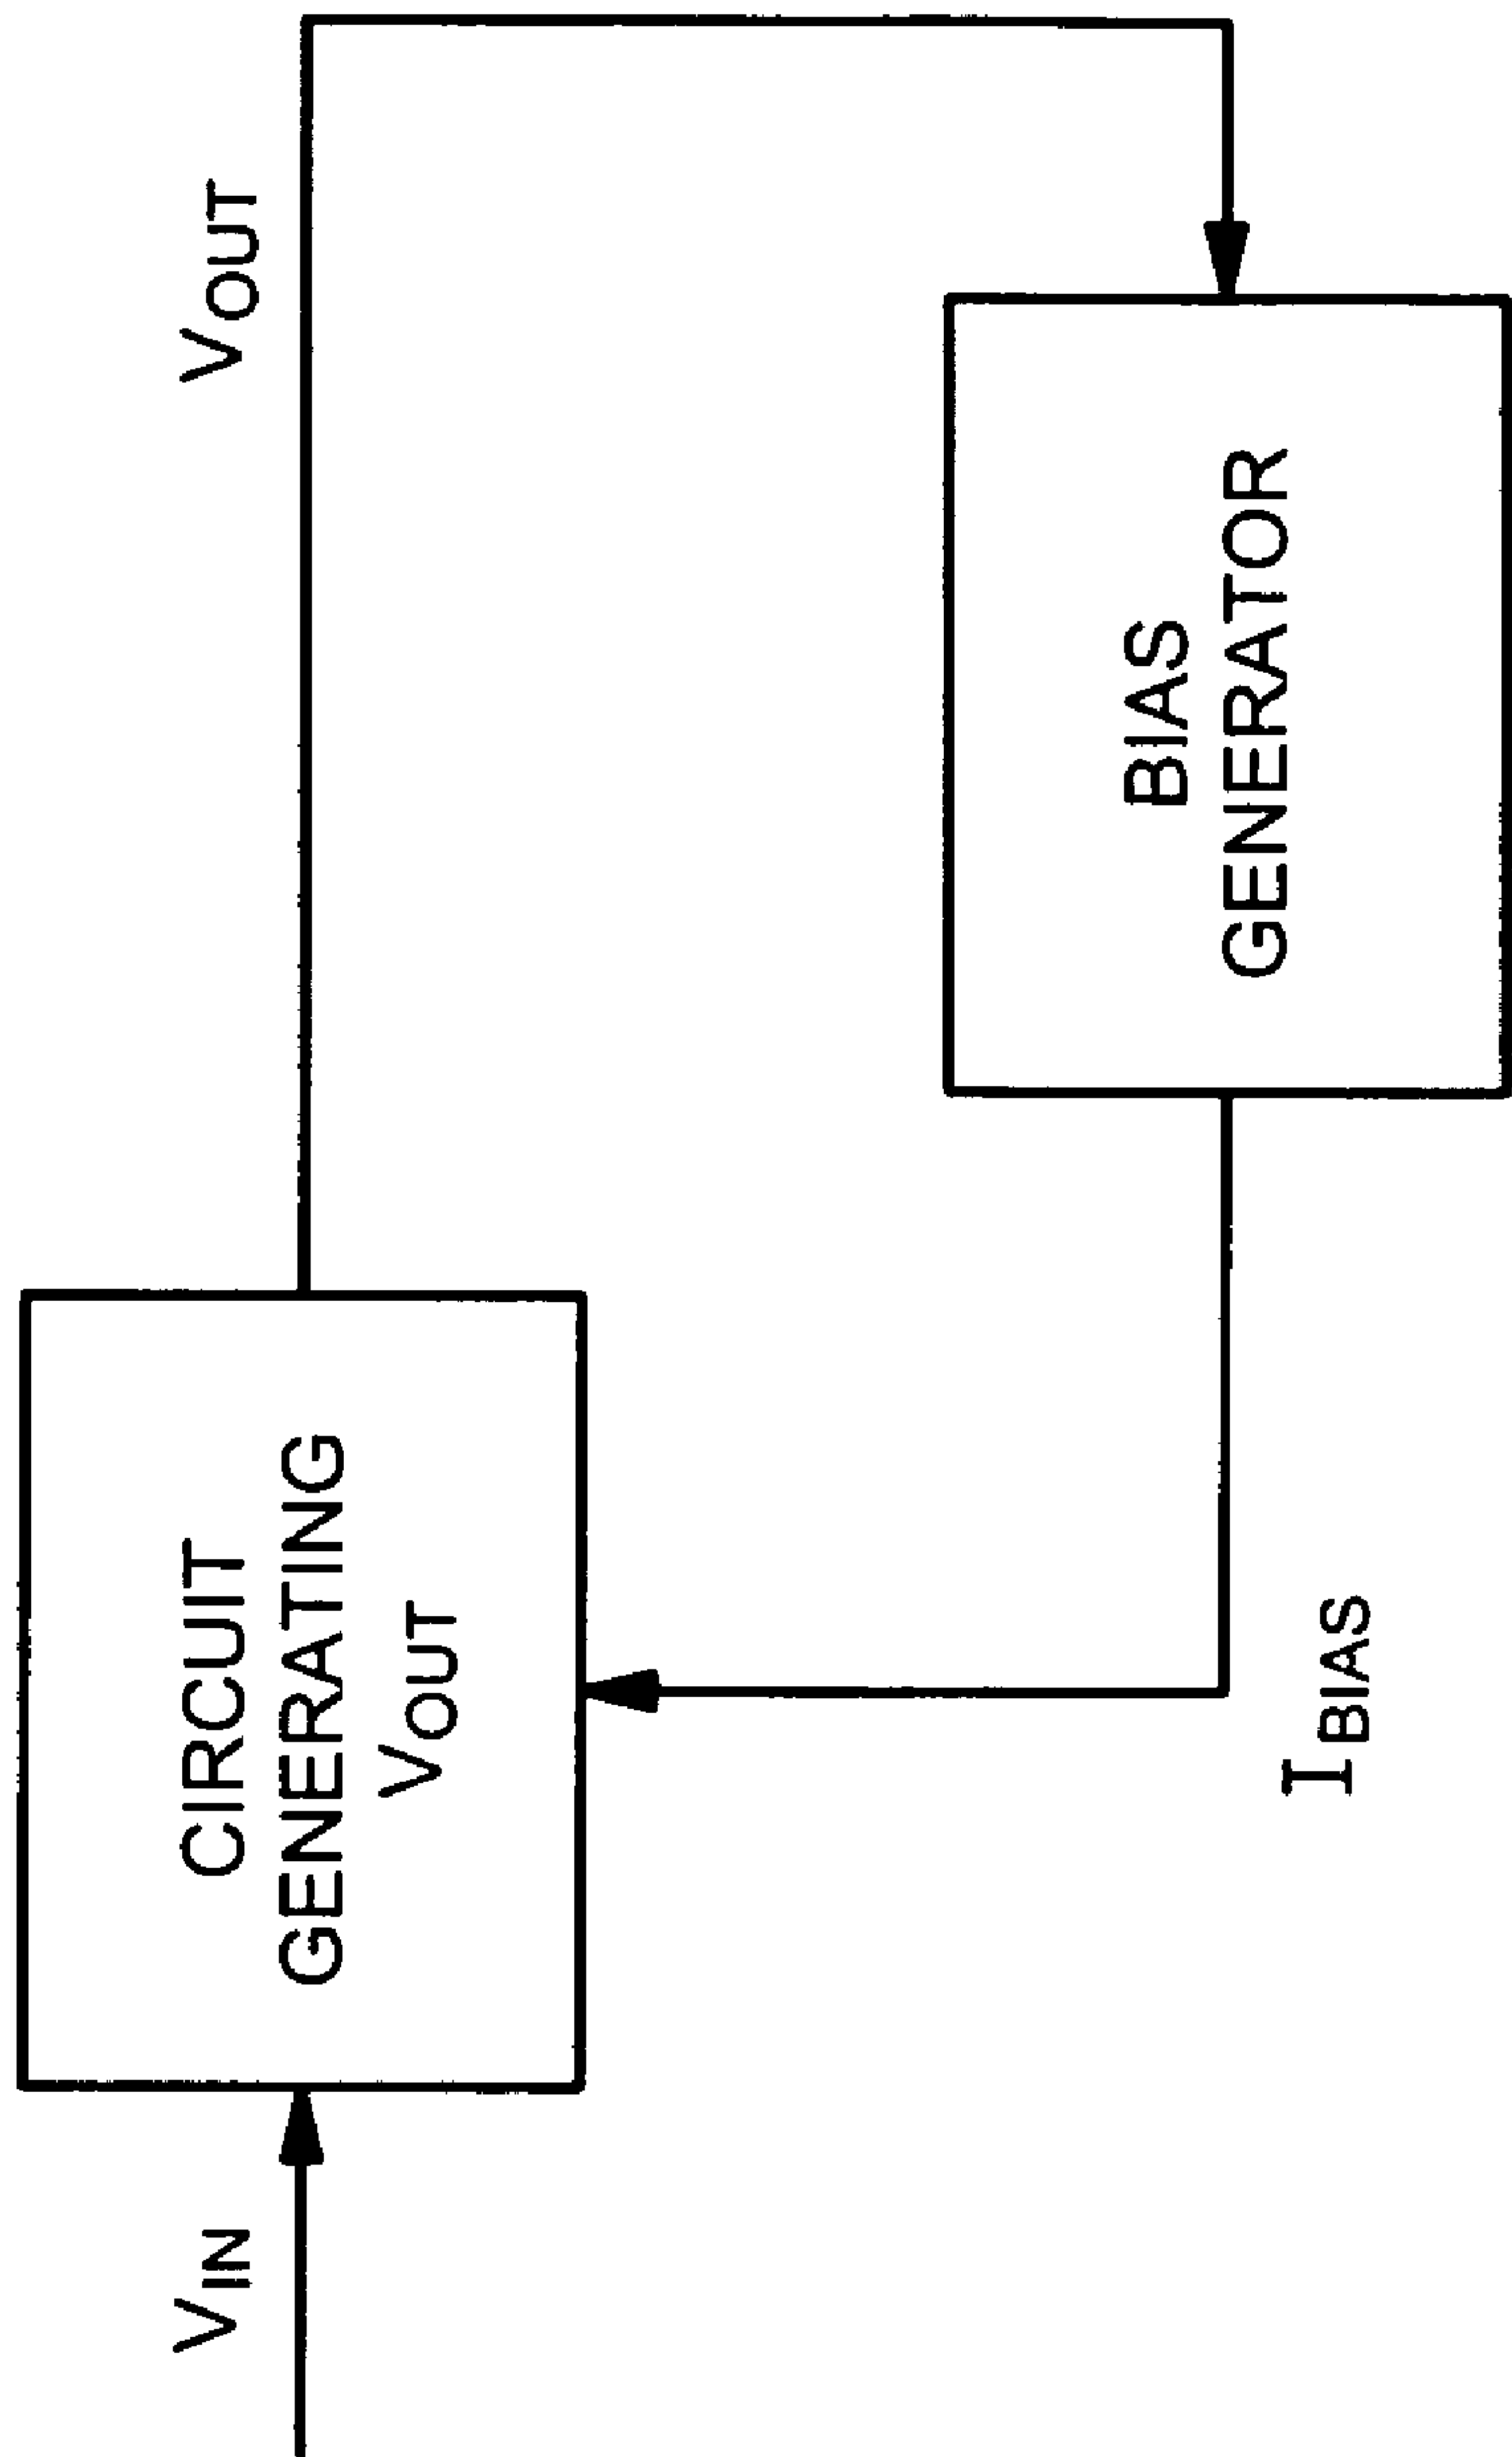 VIN
CIRCUIT
GENERATING
VOUT
VOUT
IBIAS
BIAS
GENERATOR